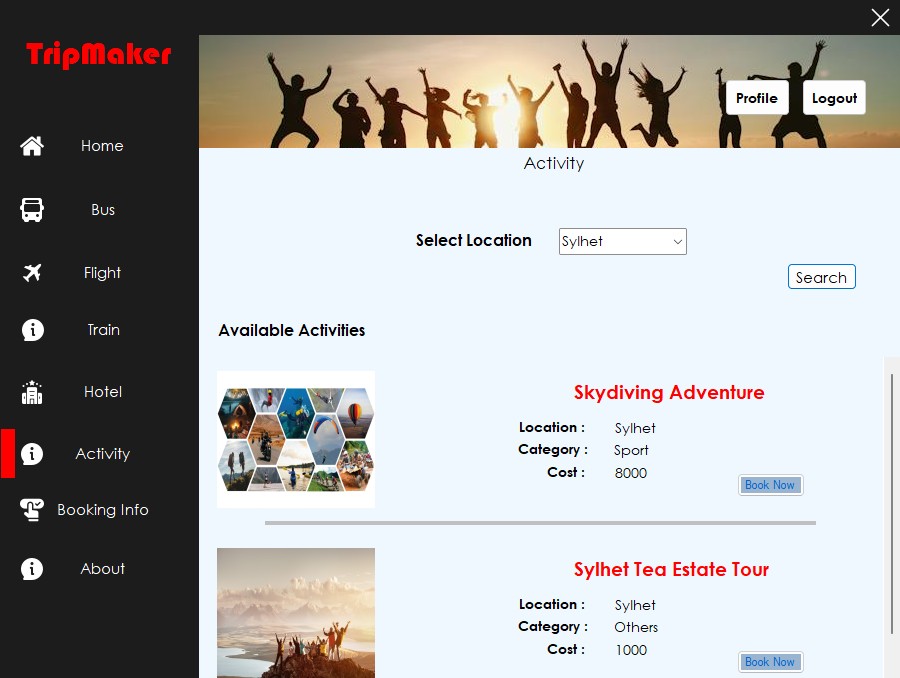 TripMaker
Profile
Logout
Home
Bus
Flight
Train
Hotel
Activity
Booking Info
About
Activity
Select Location
Sylhet
Search
Available Activities
Skydiving Adventure
Location : Sylhet
Category : Sport
Cost : 8000
Book Now
Sylhet Tea Estate Tour
Location : Sylhet
Category : Others
Cost : 1000
Book Now